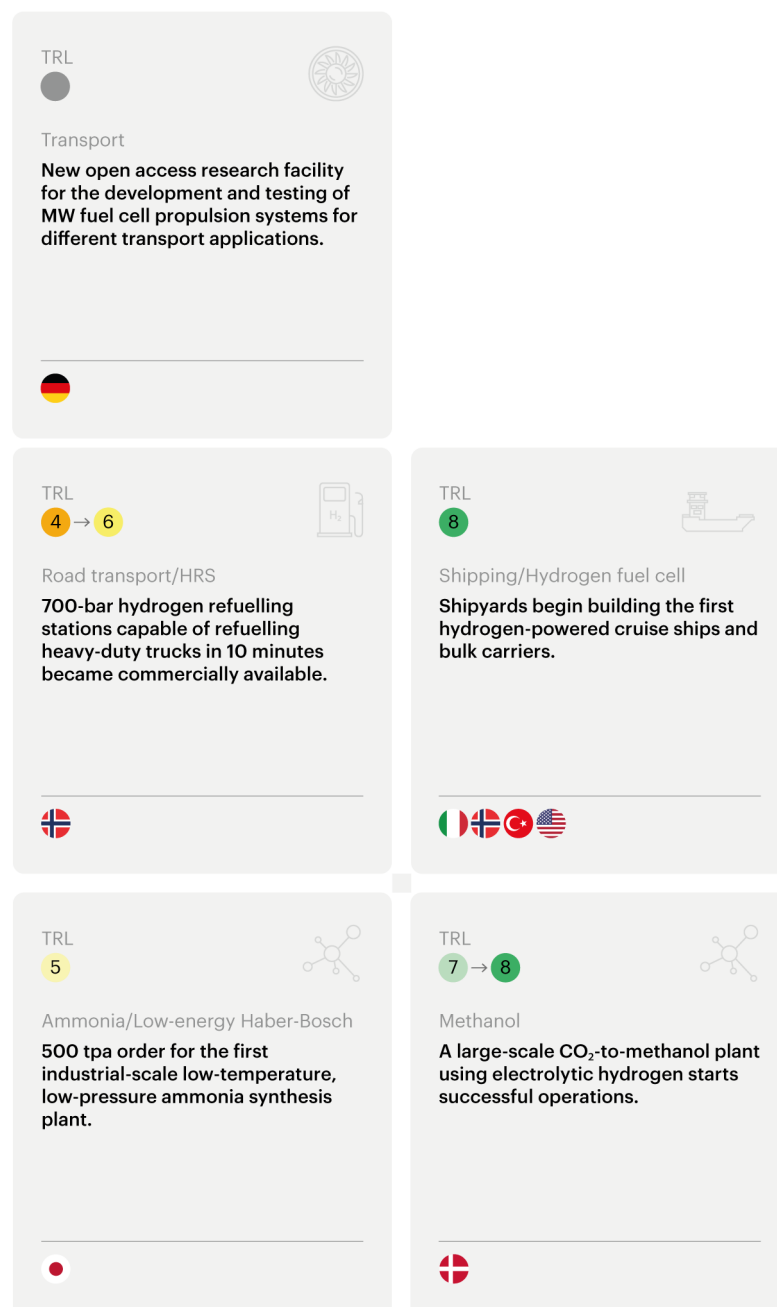 TRL
Transport
New open access research facility
for the development and testing of
MW fuel cell propulsion systems for
different transport applications.
TRL
4 → 6
H₂
Road transport/HRS
700-bar hydrogen refuelling
stations capable of refuelling
heavy-duty trucks in 10 minutes
became commercially available.
TRL
8
Shipping/Hydrogen fuel cell
Shipyards begin building the first
hydrogen-powered cruise ships and
bulk carriers.
TRL
5
Ammonia/Low-energy Haber-Bosch
500 tpa order for the first
industrial-scale low-temperature,
low-pressure ammonia synthesis
plant.
TRL
7 → 8
Methanol
A large-scale CO₂-to-methanol plant
using electrolytic hydrogen starts
successful operations.